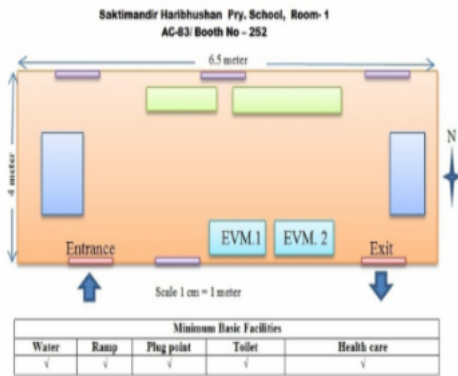 Saktimandir Haribhushan Pry. School, Room- 1
AC-83/ Booth No - 252
6.5 meter
4 meter
N
EVM.1 EVM. 2
Entrance Exit
Scale 1 cm = 1 meter
Minimum Basic Facilities
Water Ramp Plug point Toilet Health care
√ √ √ √ √